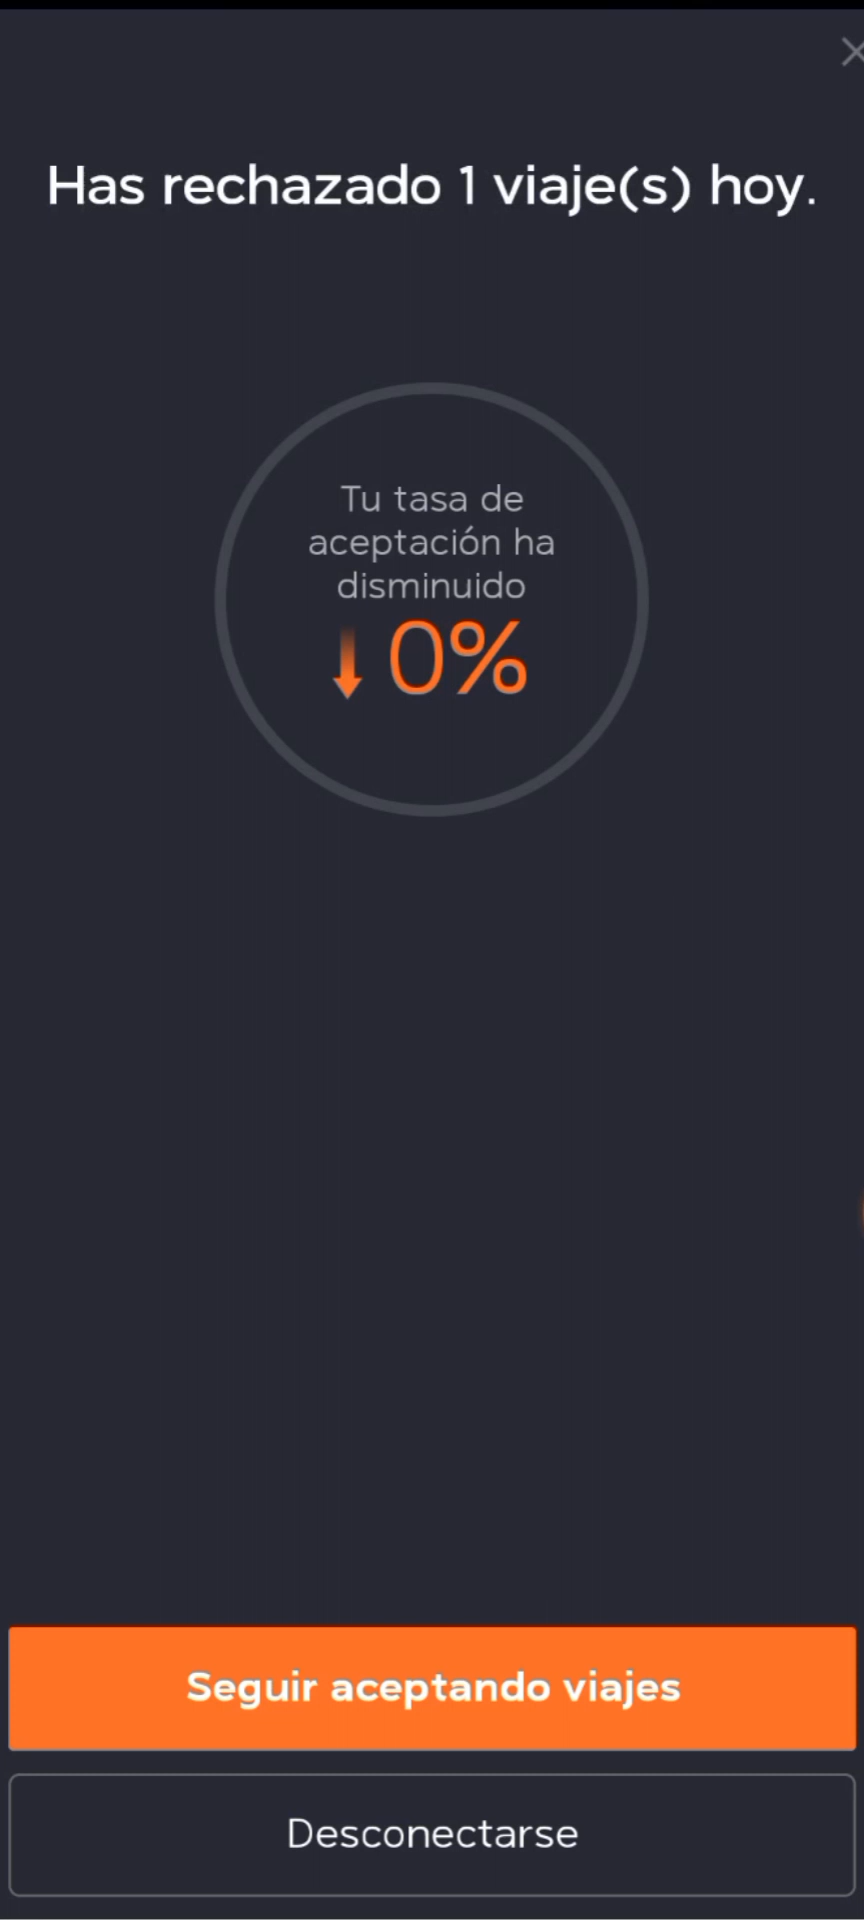 Has rechazado 1 viaje(s) hoy.
Tu tasa de
aceptación ha
disminuido
0%
Seguir aceptando viajes
Desconectarse